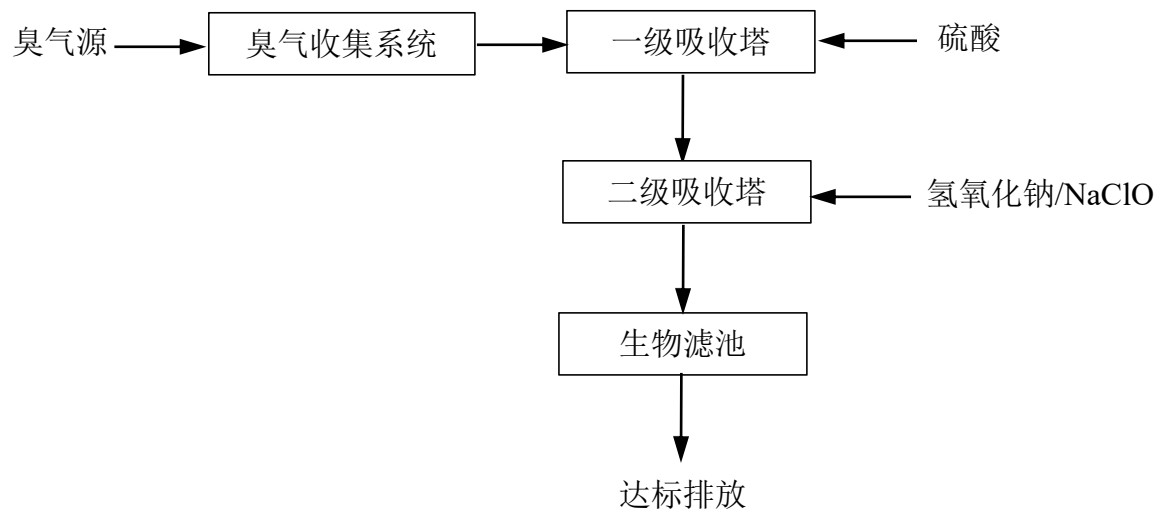 臭气源
臭气收集系统
一级吸收塔
硫酸
二级吸收塔
氢氧化钠/NaClO
生物滤池
达标排放